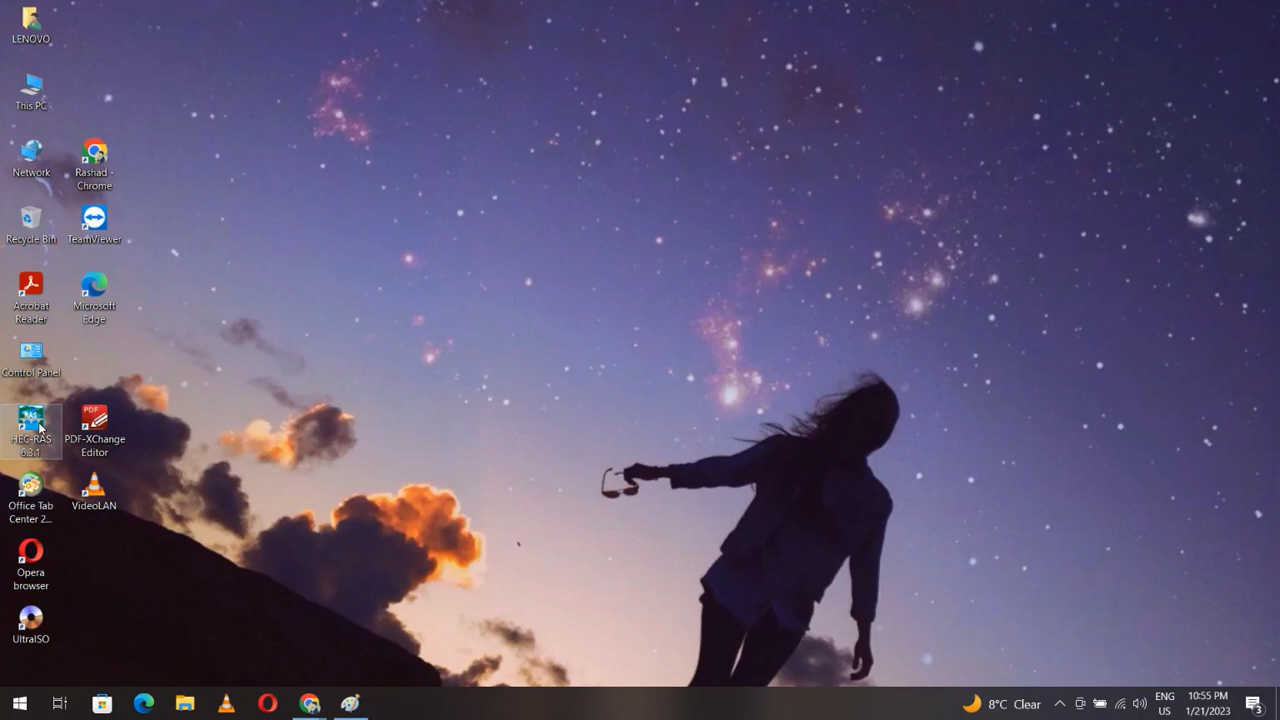 LENOVO
This PC
Network
Recycle Bin
Acrobat
Reader
Control Panel
RAS
HEC-RAS
6.3.1
Office Tab
Center 2...
Opera
browser
UltraISO
Rashad -
Chrome
TeamViewer
Microsoft
Edge
PDF
PDF-XChange
Editor
VideoLAN
8°C Clear
ENG
US
10:55 PM
1/21/2023
3